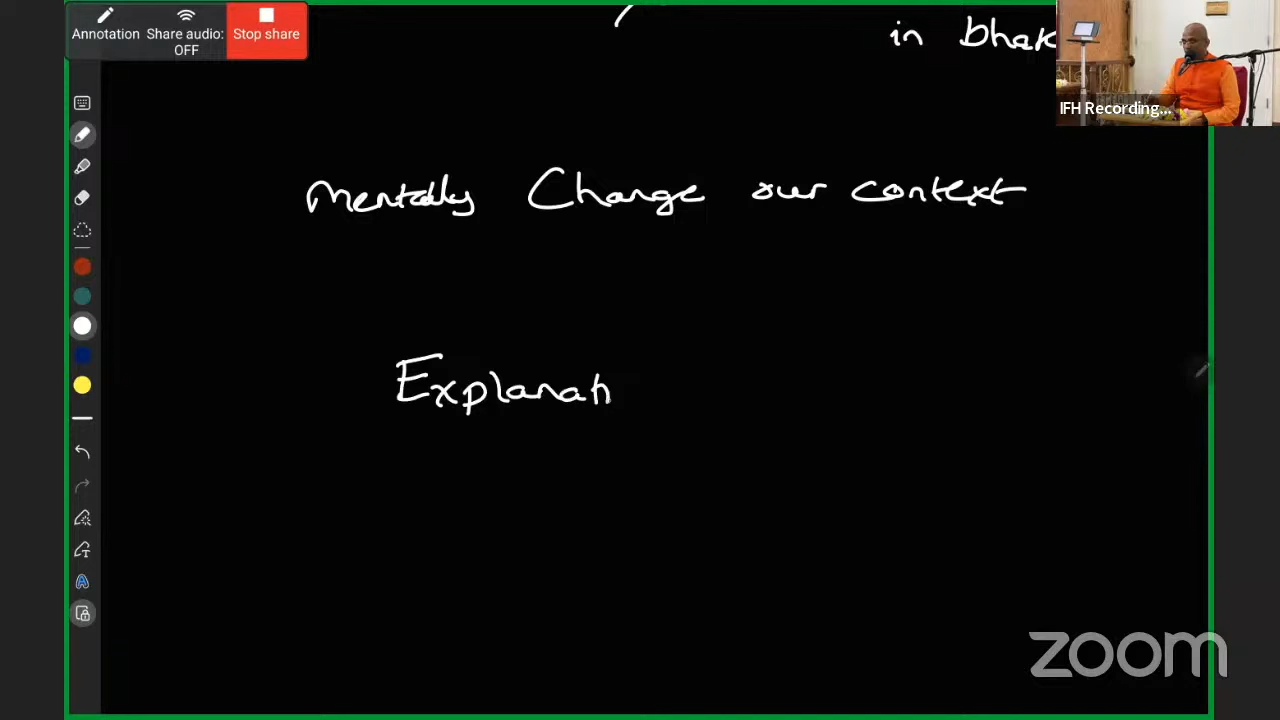 Annotation Share audio: OFF Stop share
in bhak
IFH Recording...
Mentally Change our context
Explanati
zoom